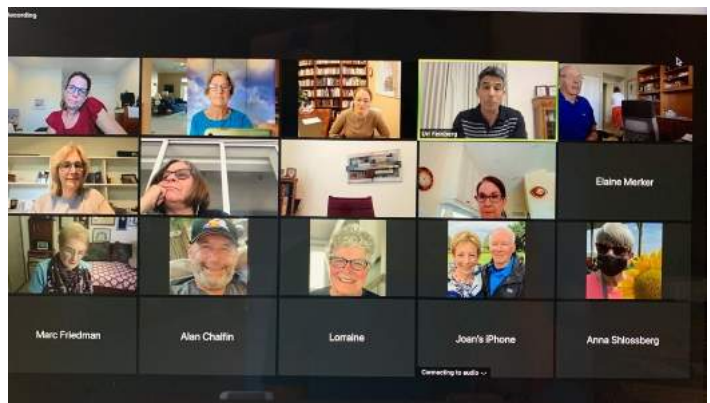 Recording
Uri Feinberg
Elaine Merker
Marc Friedman
Alan Chalfin
Lorraine
Joan's iPhone
Anna Shlossberg
Connecting to audio